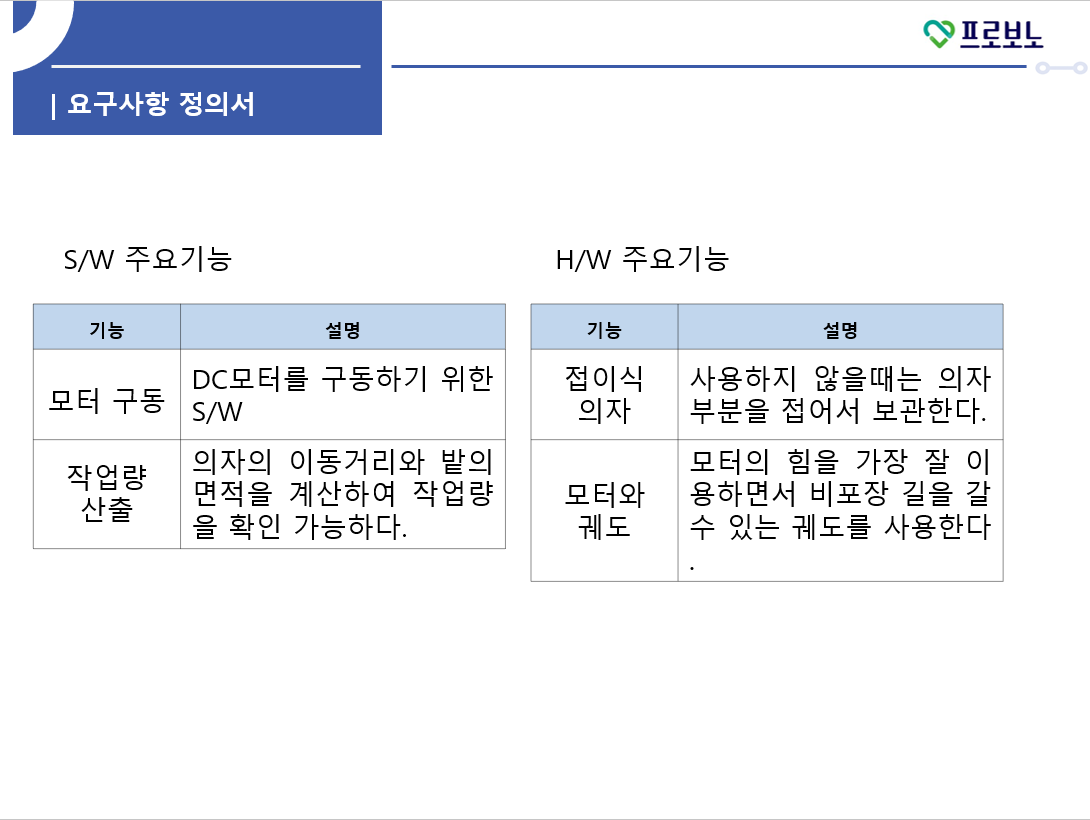 프로보노
| 요구사항 정의서
S/W 주요기능
기능 설명
모터 구동
DC모터를 구동하기 위한
S/W
작업량
산출
의자의 이동거리와 밭의
면적을 계산하여 작업량
을 확인 가능하다.
H/W 주요기능
기능 설명
접이식
의자
사용하지 않을때는 의자
부분을 접어서 보관한다.
모터와
궤도
모터의 힘을 가장 잘 이
용하면서 비포장 길을 갈
수 있는 궤도를 사용한다
.